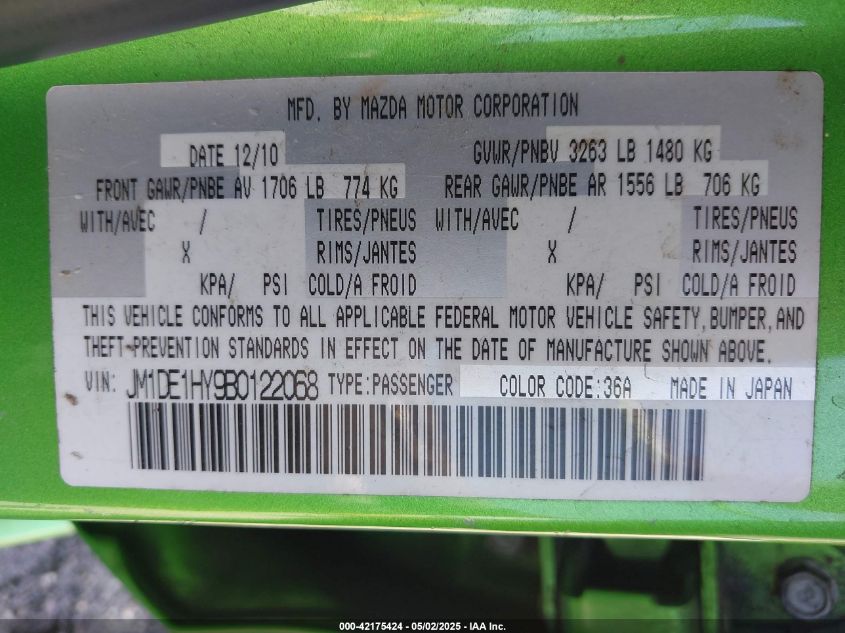 MFD. BY MAZDA MOTOR CORPORATION
DATE 12/10 GVWR/PNBV 3263 LB 1480 KG
FRONT GAWR/PNBE AV 1706 LB 774 KG REAR GAWR/PNBE AR 1556 LB 706 KG
WITH/AVEC / TIRES/PNEUS WITH/AVEC / TIRES/PNEUS
X RIMS/JANTES X RIMS/JANTES
KPA/ PSI COLD/A FROID KPA/ PSI COLD/A FROID
THIS VEHICLE CONFORMS TO ALL APPLICABLE FEDERAL MOTOR VEHICLE SAFETY, BUMPER, AND
THEFT-PREVENTION STANDARDS IN EFFECT ON THE DATE OF MANUFACTURE SHOWN ABOVE.
VIN: JM1DE1HY9B0122068 TYPE:PASSENGER COLOR CODE:36A MADE IN JAPAN
000-42175424 - 05/02/2025 - IAA Inc.